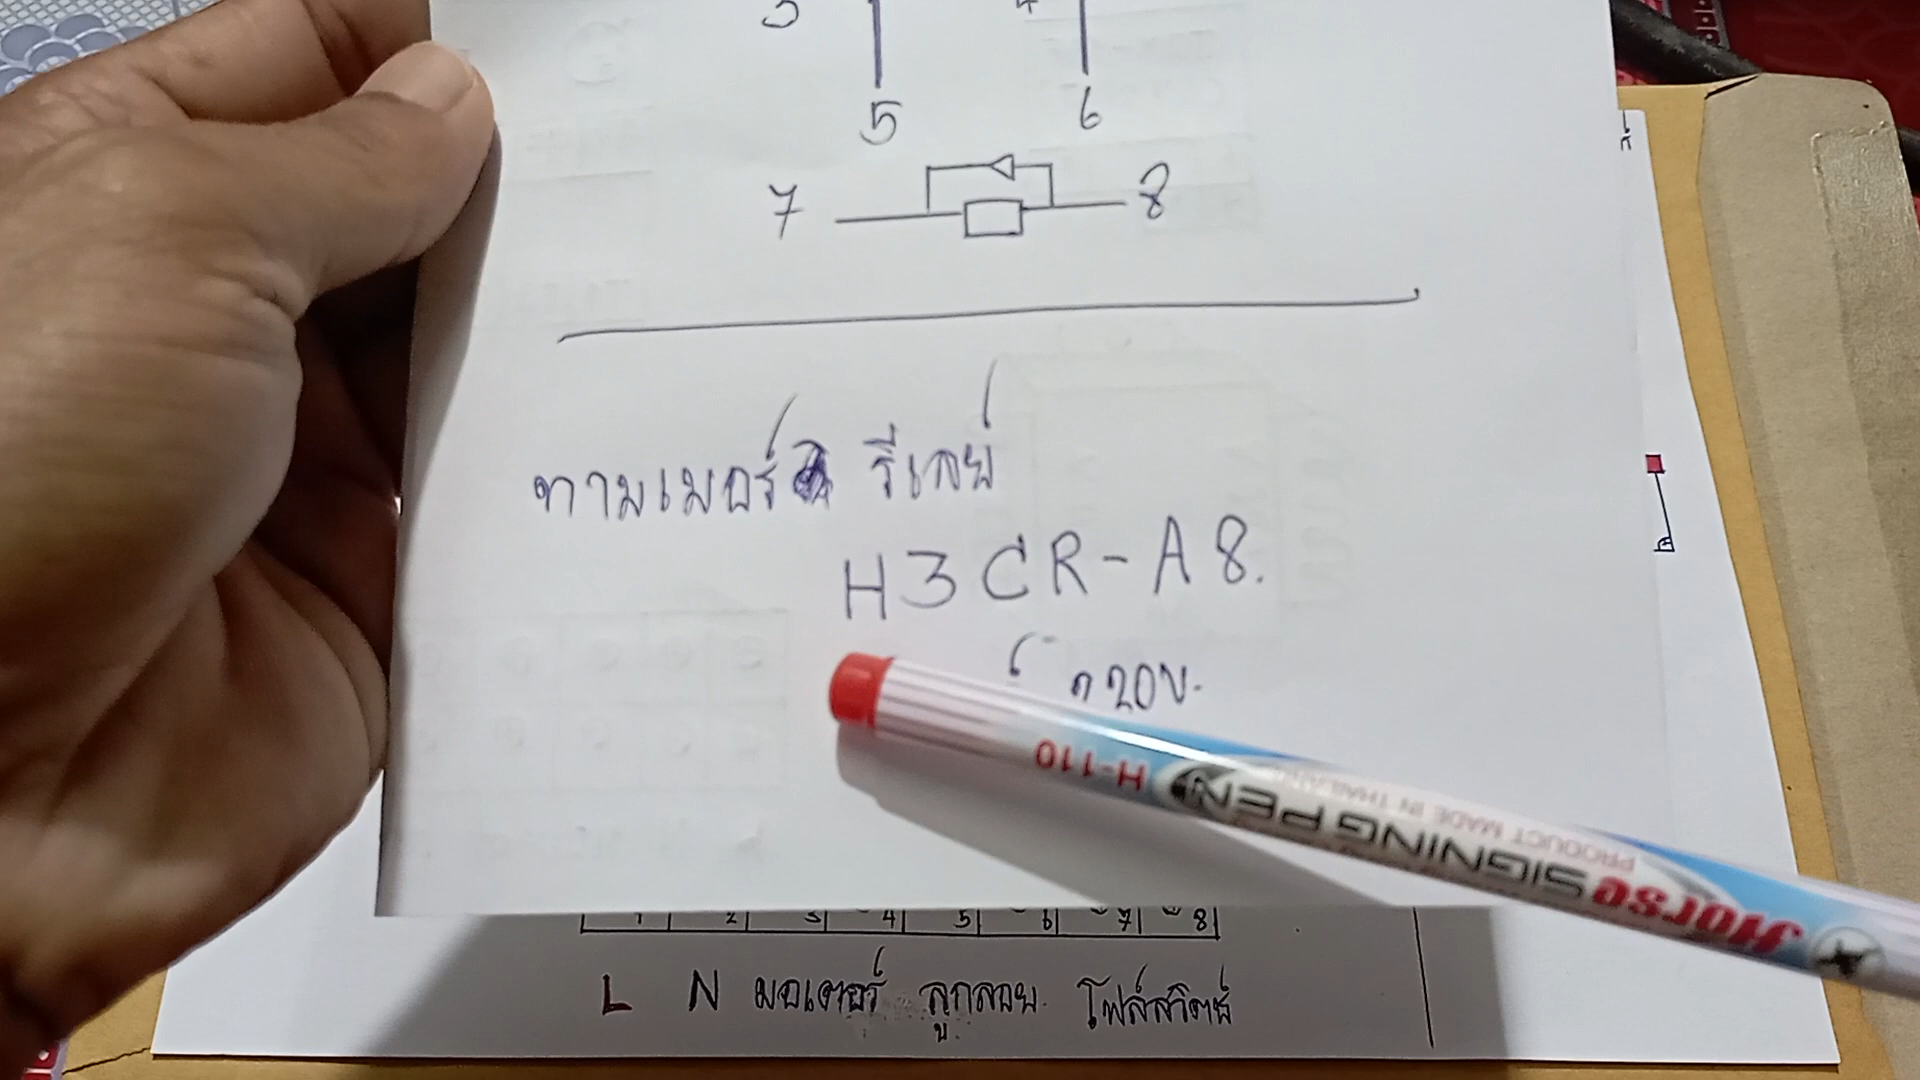 3 4
5 6
7 8
ทามเมอร์ รีเลย์
H3CR-A8.
220V.
H-110
Horse SIGNING PEN
PRODUCT MADE IN THAILAND
1 2 3 4 5 6 7 8
L N มอเตอร์ ลูกลอย. โฟล์สวิตซ์